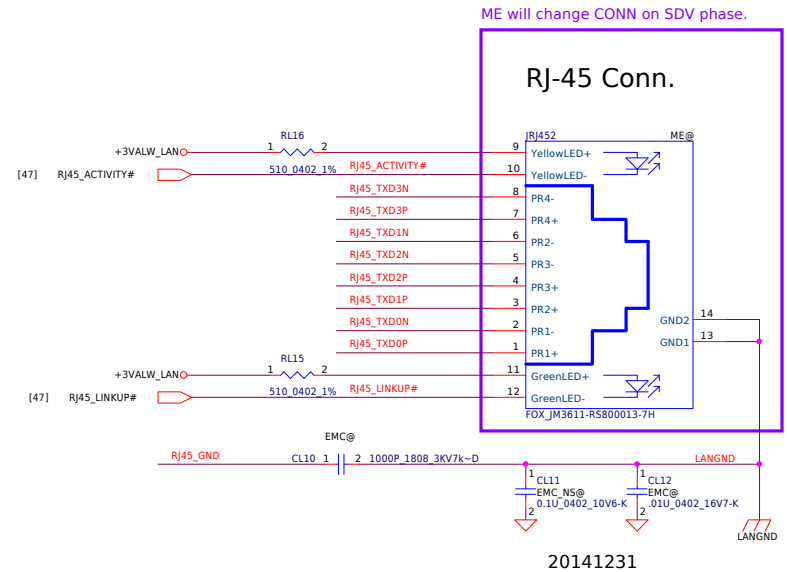 ME will change CONN on SDV phase.
RJ-45 Conn.
RL16
JRJ452
ME@
+3VALW_LAN
1
2
9
YellowLED+
[47]
RJ45_ACTIVITY#
510_0402_1%
RJ45_ACTIVITY#
10
YellowLED-
RJ45_TXD3N
8
PR4-
RJ45_TXD3P
7
PR4+
RJ45_TXD1N
6
PR2-
RJ45_TXD2N
5
PR3-
RJ45_TXD2P
4
PR3+
RJ45_TXD1P
3
PR2+
RJ45_TXD0N
2
PR1-
RJ45_TXD0P
1
PR1+
GND2
14
GND1
13
RL15
+3VALW_LAN
1
2
11
GreenLED+
[47]
RJ45_LINKUP#
510_0402_1%
RJ45_LINKUP#
12
GreenLED-
FOX_JM3611-RS800013-7H
EMC@
RJ45_GND
CL10
1
2
1000P_1808_3KV7k~D
LANGND
1
CL11
EMC_NS@
0.1U_0402_10V6-K
2
1
CL12
EMC@
.01U_0402_16V7-K
2
LANGND
20141231